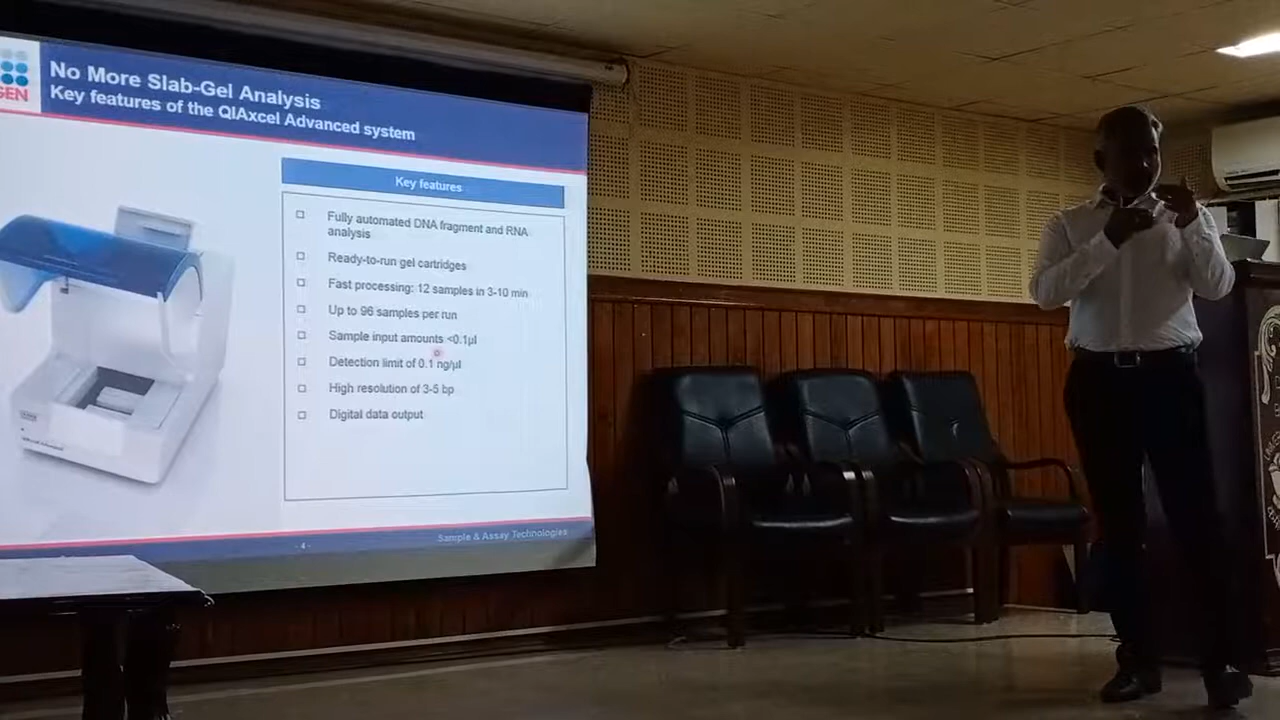 GEN
No More Slab-Gel Analysis
Key features of the QIAxcel Advanced system
Key features
Fully automated DNA fragment and RNA
analysis
Ready-to-run gel cartridges
Fast processing: 12 samples in 3-10 min
Up to 96 samples per run
Sample input amounts <0.1µl
Detection limit of 0.1 ng/µl
High resolution of 3-5 bp
Digital data output
- 4 -
Sample & Assay Technologies